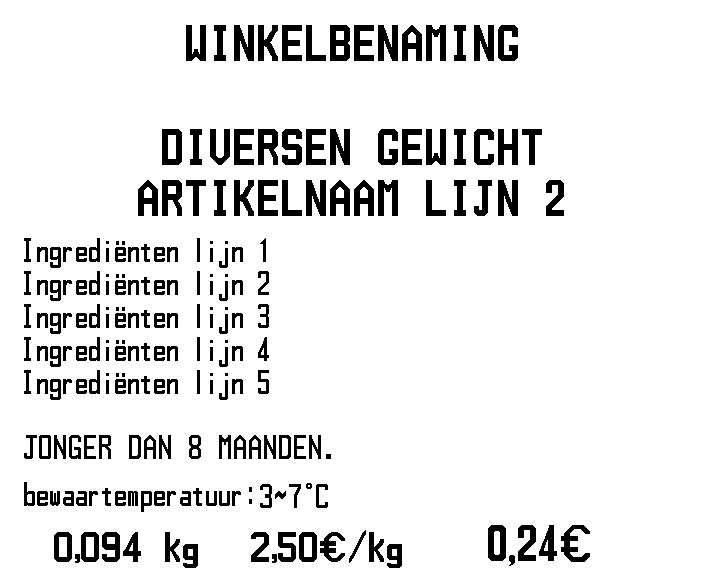 WINKELBENAMING
DIVERSEN GEWICHT
ARTIKELNAAM LIJN 2
Ingrediënten lijn 1
Ingrediënten lijn 2
Ingrediënten lijn 3
Ingrediënten lijn 4
Ingrediënten lijn 5
JONGER DAN 8 MAANDEN.
bewaartemperatuur:3~7°C
0,094 kg 2,50€/kg 0,24€